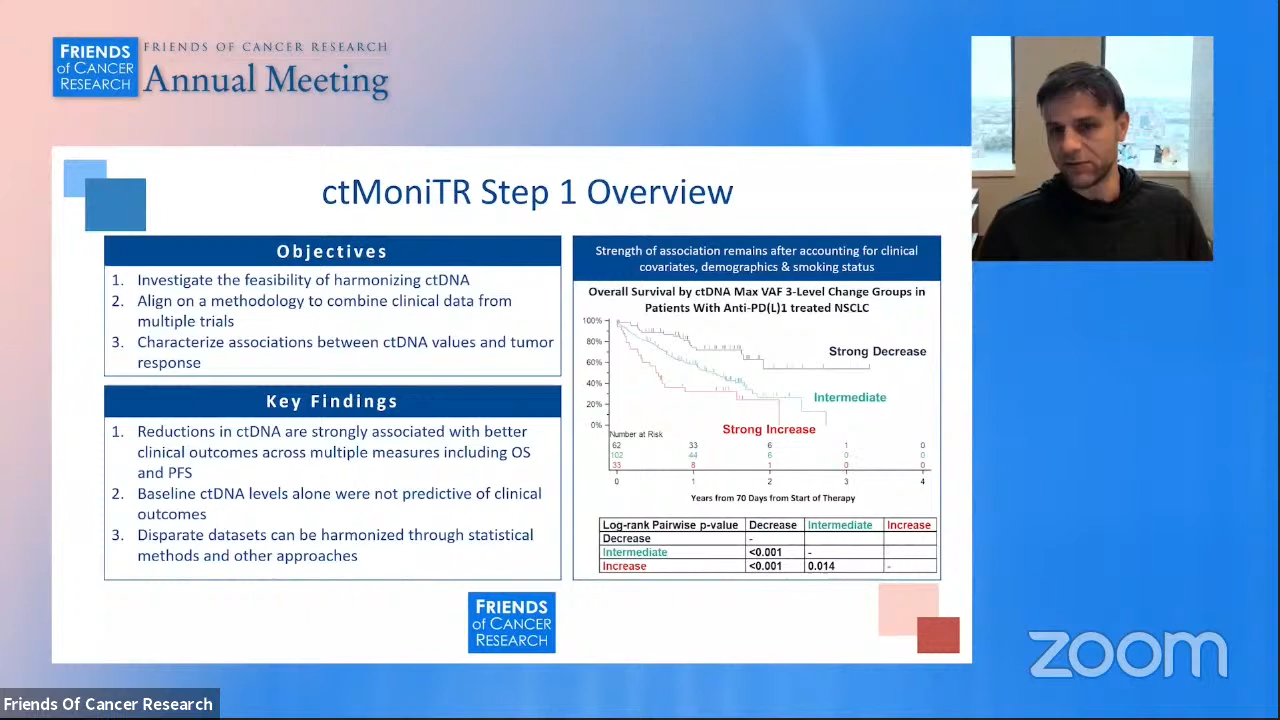 FRIENDS
of CANCER
RESEARCH
FRIENDS OF CANCER RESEARCH
Annual Meeting
ctMoniTR Step 1 Overview
Objectives
1. Investigate the feasibility of harmonizing ctDNA
2. Align on a methodology to combine clinical data from
multiple trials
3. Characterize associations between ctDNA values and tumor
response
Key Findings
1. Reductions in ctDNA are strongly associated with better
clinical outcomes across multiple measures including OS
and PFS
2. Baseline ctDNA levels alone were not predictive of clinical
outcomes
3. Disparate datasets can be harmonized through statistical
methods and other approaches
Strength of association remains after accounting for clinical
covariates, demographics & smoking status
Overall Survival by ctDNA Max VAF 3-Level Change Groups in
Patients With Anti-PD(L)1 treated NSCLC
100%
80%
60%
40%
20%
0%
Strong Decrease
Intermediate
Strong Increase
Number at Risk
62 33 6 1 0
102 44 6 0 0
33 8 1 0 0
0 1 2 3 4
Years from 70 Days from Start of Therapy
Log-rank Pairwise p-value Decrease Intermediate Increase
Decrease -
Intermediate <0.001 -
Increase <0.001 0.014 -
FRIENDS
of CANCER
RESEARCH
zoom
Friends Of Cancer Research